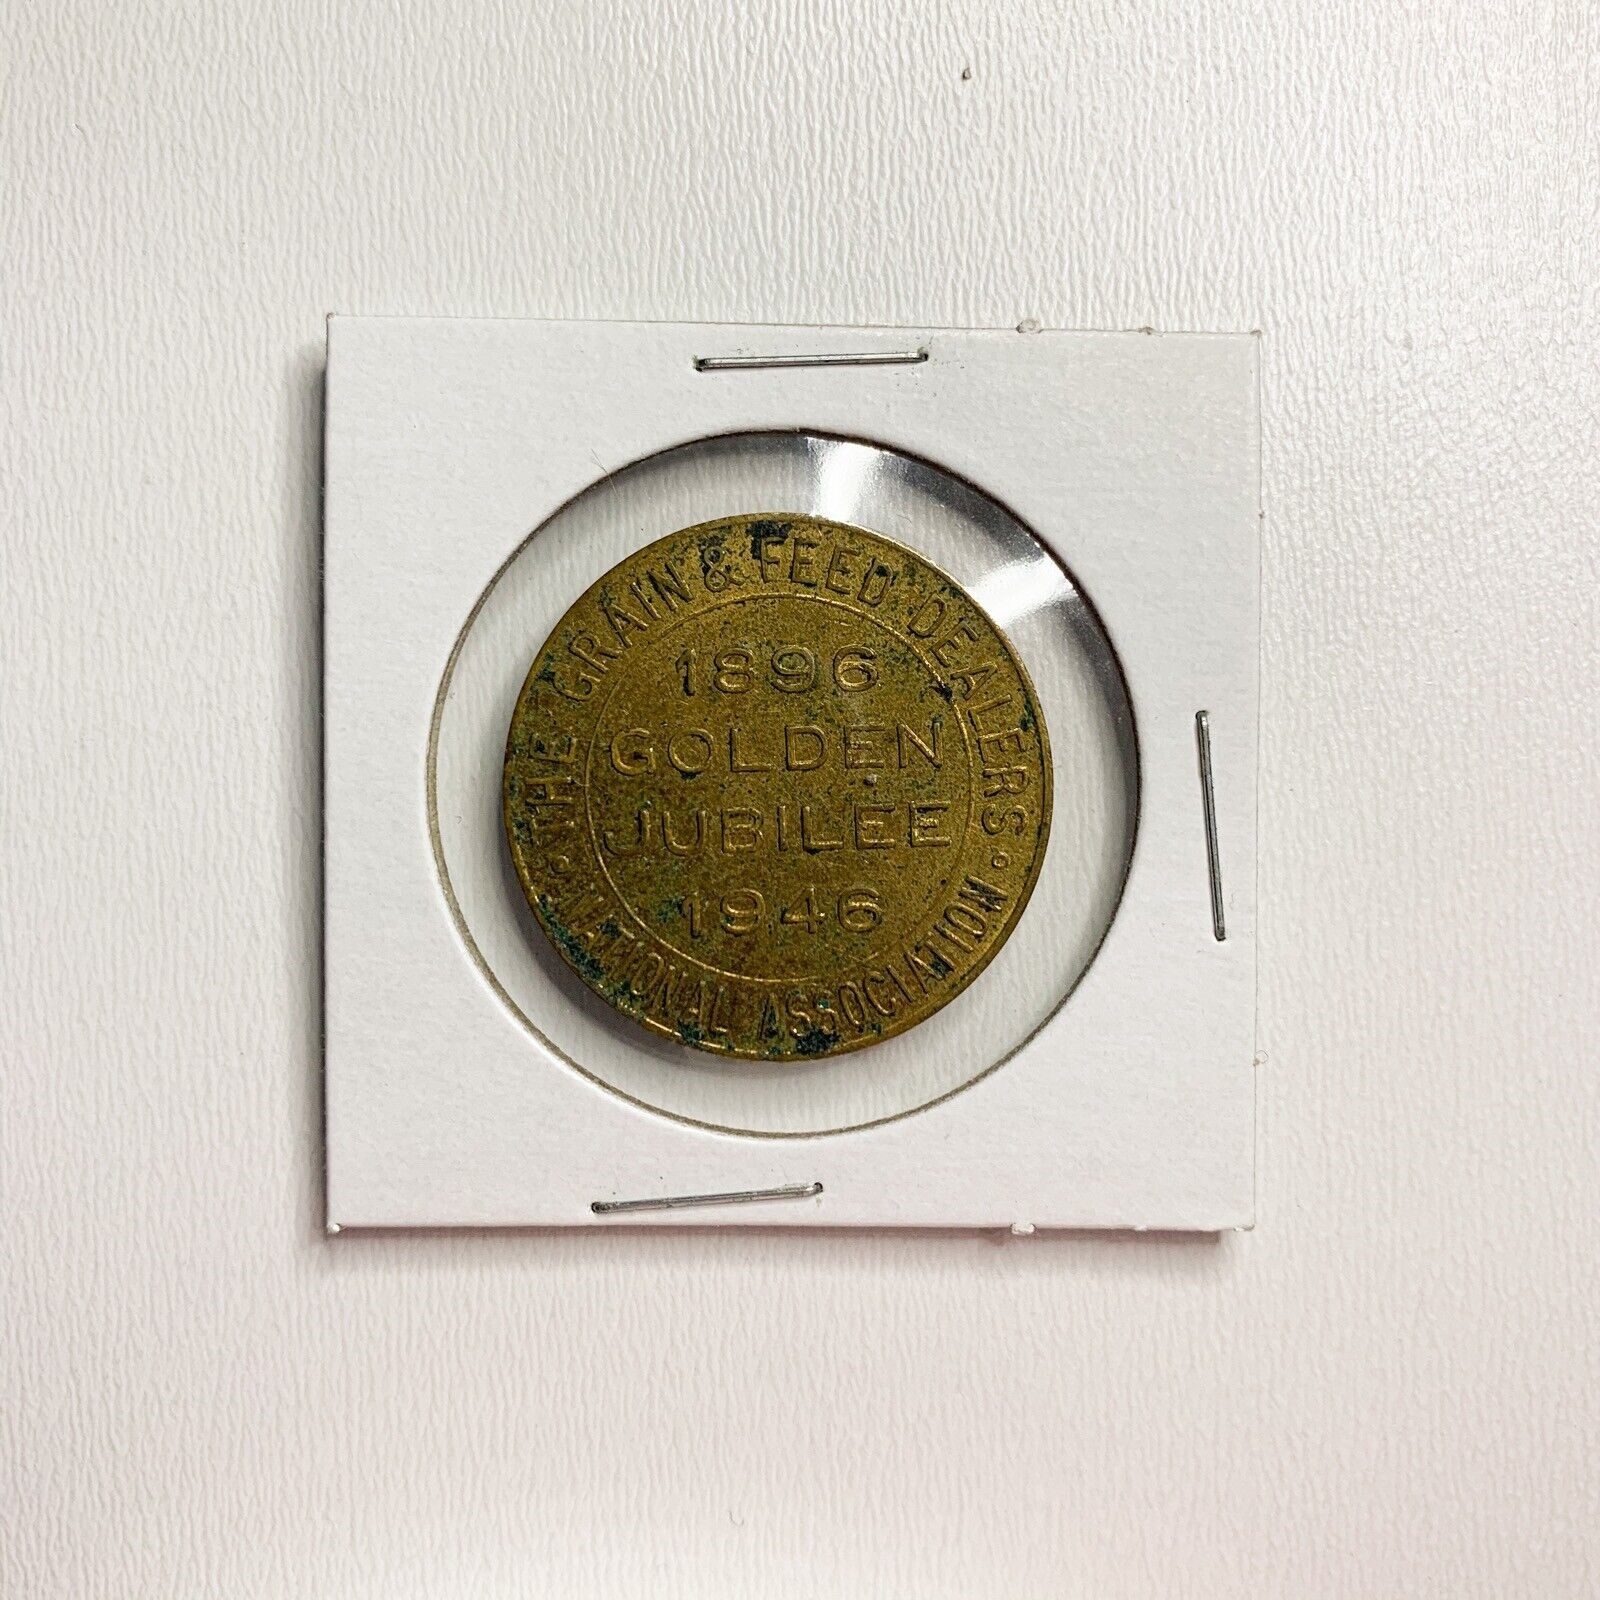 THE GRAIN & FEED DEALERS
1896
GOLDEN
JUBILEE
1946
NATIONAL ASSOCIATION